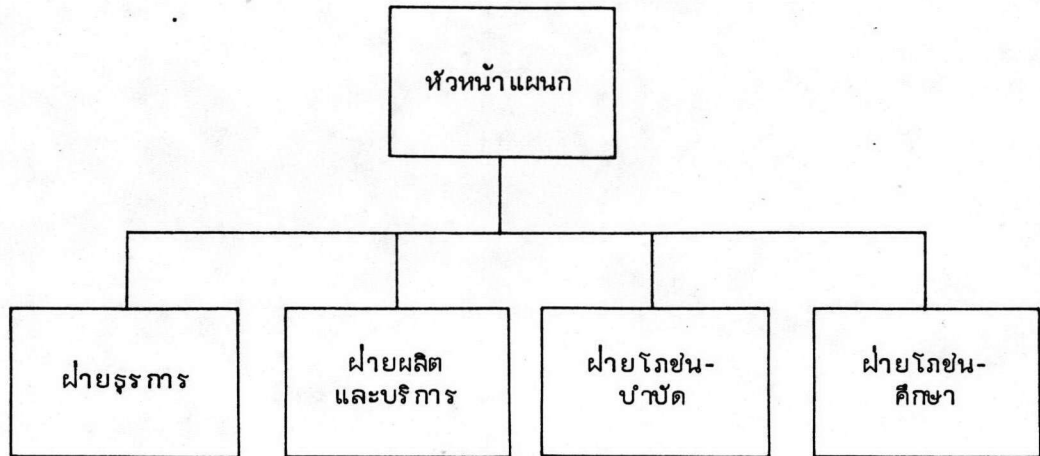 หัวหน้าแผนก
ฝ่ายธุรการ
ฝ่ายผลิต
และบริการ
ฝ่ายโภชน-
บำบัด
ฝ่ายโภชน-
ศึกษา